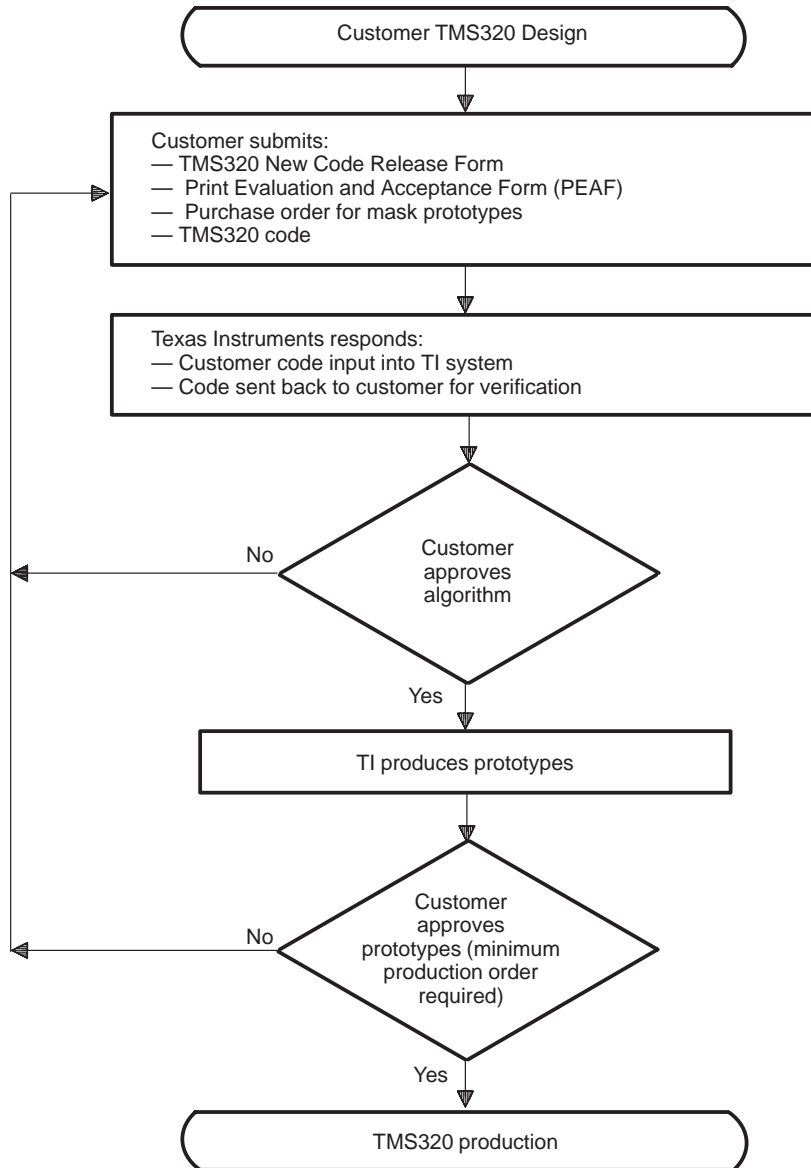 Customer TMS320 Design
Customer submits:
— TMS320 New Code Release Form
— Print Evaluation and Acceptance Form (PEAF)
— Purchase order for mask prototypes
— TMS320 code
Texas Instruments responds:
— Customer code input into TI system
— Code sent back to customer for verification
No
Customer
approves
algorithm
Yes
TI produces prototypes
No
Customer
approves
prototypes (minimum
production order
required)
Yes
TMS320 production